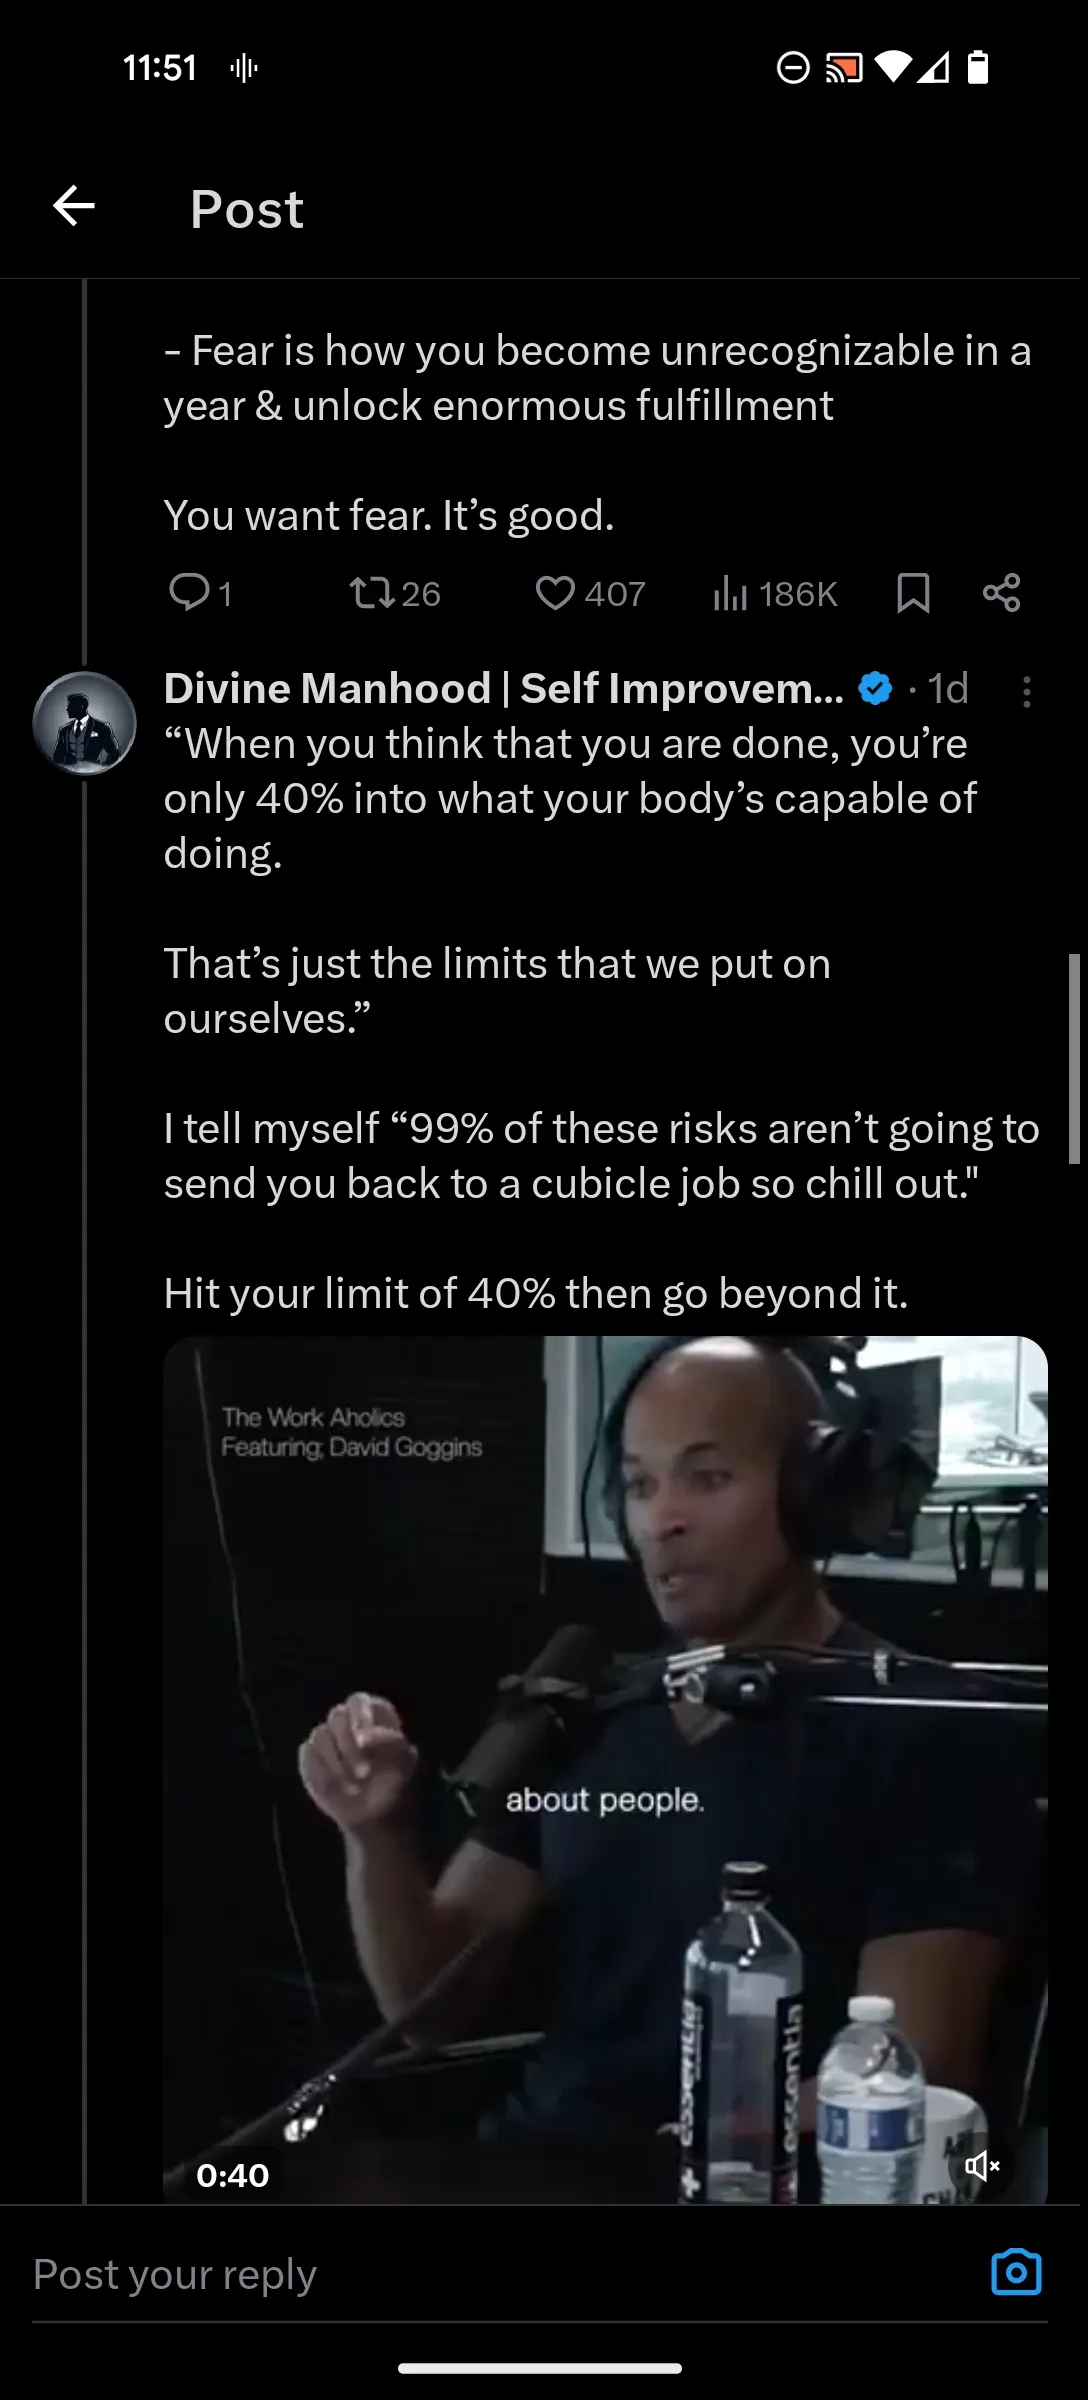 11:51
Post
- Fear is how you become unrecognizable in a
year & unlock enormous fulfillment
You want fear. It’s good.
1 26 407 186K
Divine Manhood | Self Improvem... · 1d
“When you think that you are done, you’re
only 40% into what your body’s capable of
doing.
That’s just the limits that we put on
ourselves.”
I tell myself “99% of these risks aren’t going to
send you back to a cubicle job so chill out."
Hit your limit of 40% then go beyond it.
The Work Aholics
Featuring; David Goggins
about people.
essentia
essentia
0:40
Post your reply